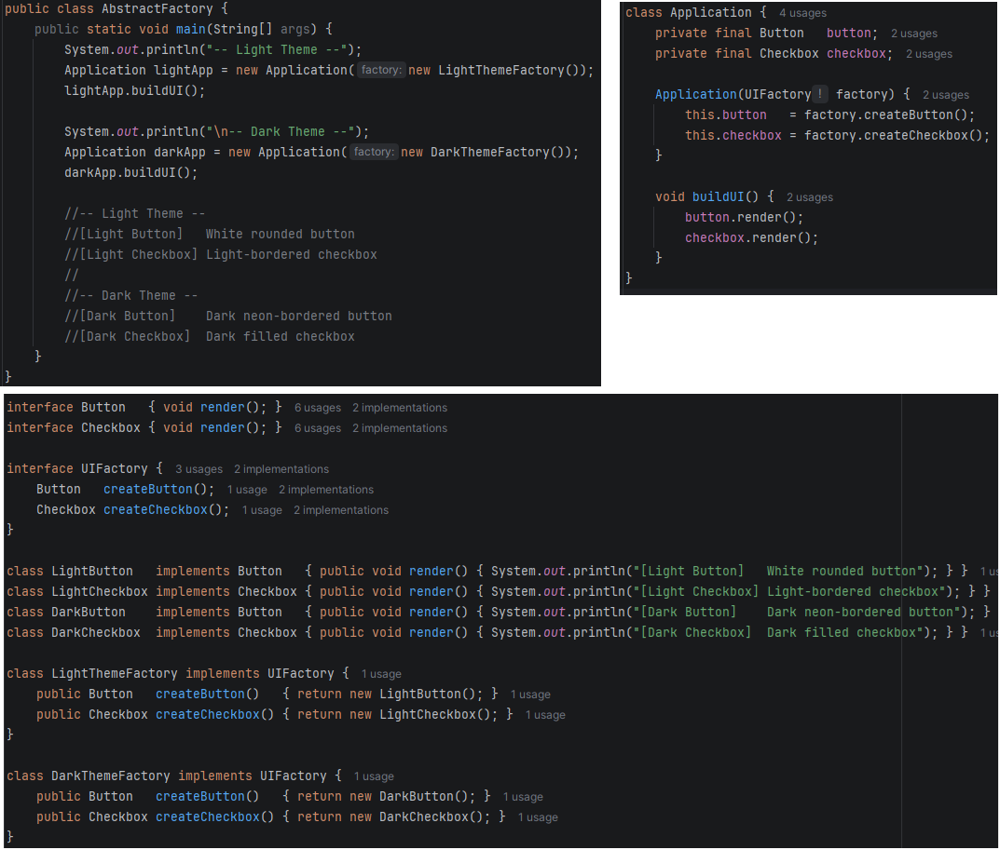 public class AbstractFactory {
    public static void main(String[] args) {
        System.out.println("-- Light Theme --");
        Application lightApp = new Application( factory: new LightThemeFactory());
        lightApp.buildUI();

        System.out.println("\n-- Dark Theme --");
        Application darkApp = new Application( factory: new DarkThemeFactory());
        darkApp.buildUI();

        //-- Light Theme --
        //[Light Button]   White rounded button
        //[Light Checkbox] Light-bordered checkbox
        //
        //-- Dark Theme --
        //[Dark Button]    Dark neon-bordered button
        //[Dark Checkbox]  Dark filled checkbox
    }
}
class Application {  4 usages
    private final Button   button;  2 usages
    private final Checkbox checkbox;  2 usages

    Application(UIFactory ! factory) {  2 usages
        this.button   = factory.createButton();
        this.checkbox = factory.createCheckbox();
    }

    void buildUI() {  2 usages
        button.render();
        checkbox.render();
    }
}
interface Button   { void render(); }  6 usages  2 implementations
interface Checkbox { void render(); }  6 usages  2 implementations

interface UIFactory {  3 usages  2 implementations
    Button   createButton();  1 usage  2 implementations
    Checkbox createCheckbox();  1 usage  2 implementations
}

class LightButton   implements Button   { public void render() { System.out.println("[Light Button]   White rounded button"); } }  1 us
class LightCheckbox implements Checkbox { public void render() { System.out.println("[Light Checkbox] Light-bordered checkbox"); } }
class DarkButton    implements Button   { public void render() { System.out.println("[Dark Button]    Dark neon-bordered button"); }
class DarkCheckbox  implements Checkbox { public void render() { System.out.println("[Dark Checkbox]  Dark filled checkbox"); } }  1 us

class LightThemeFactory implements UIFactory {  1 usage
    public Button   createButton()   { return new LightButton(); }  1 usage
    public Checkbox createCheckbox() { return new LightCheckbox(); }  1 usage
}

class DarkThemeFactory implements UIFactory {  1 usage
    public Button   createButton()   { return new DarkButton(); }  1 usage
    public Checkbox createCheckbox() { return new DarkCheckbox(); }  1 usage
}